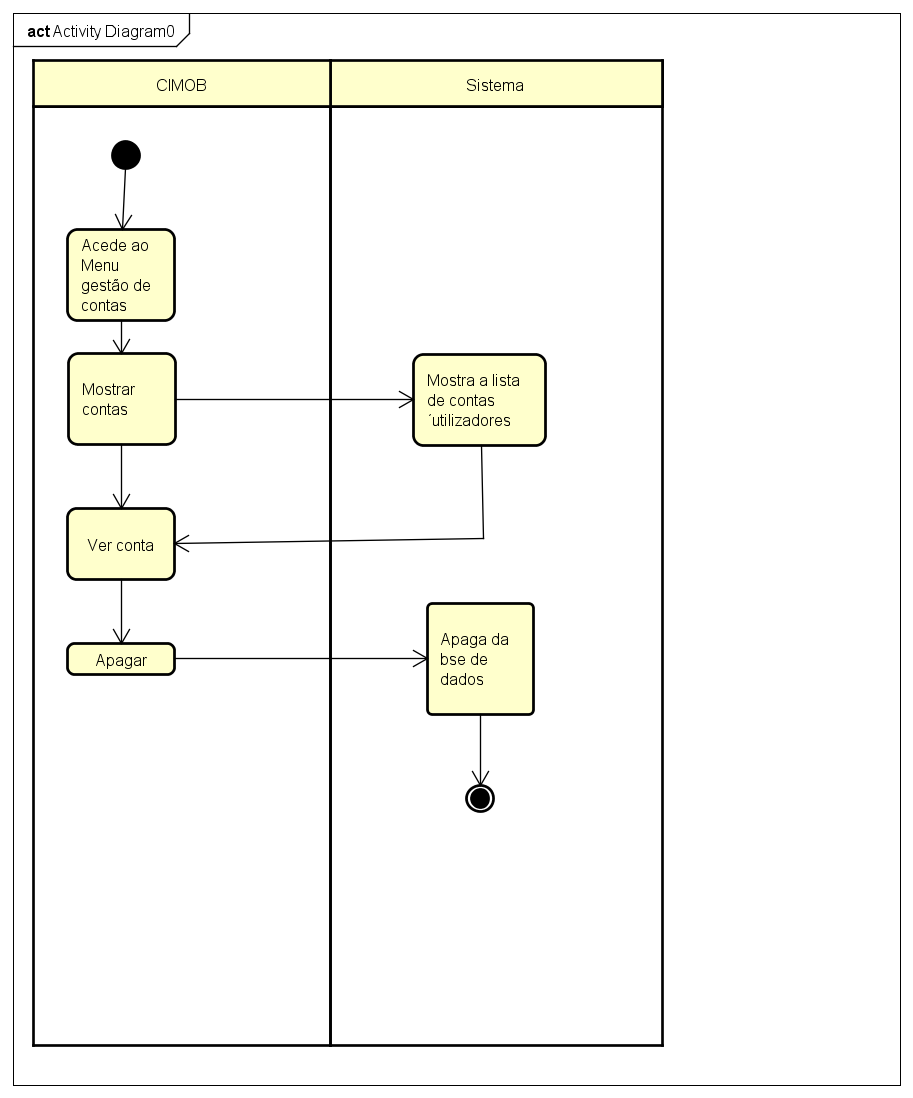 act Activity Diagram0
CIMOB
Sistema
Acede ao
Menu
gestão de
contas
Mostrar
contas
Mostra a lista
de contas
´utilizadores
Ver conta
Apagar
Apaga da
bse de
dados